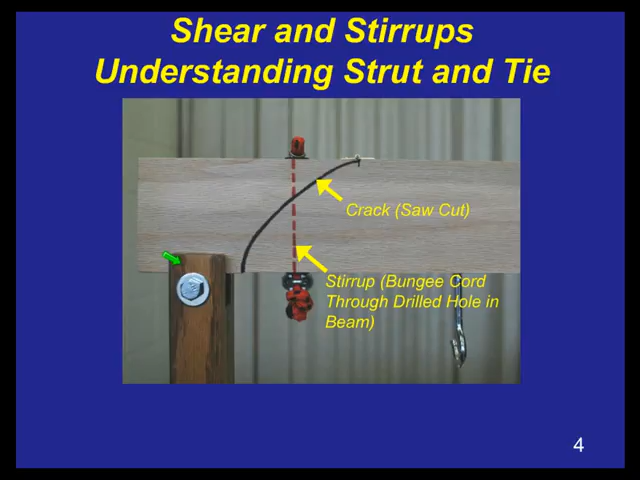 Shear and Stirrups
Understanding Strut and Tie
Crack (Saw Cut)
Stirrup (Bungee Cord
Through Drilled Hole in
Beam)
4